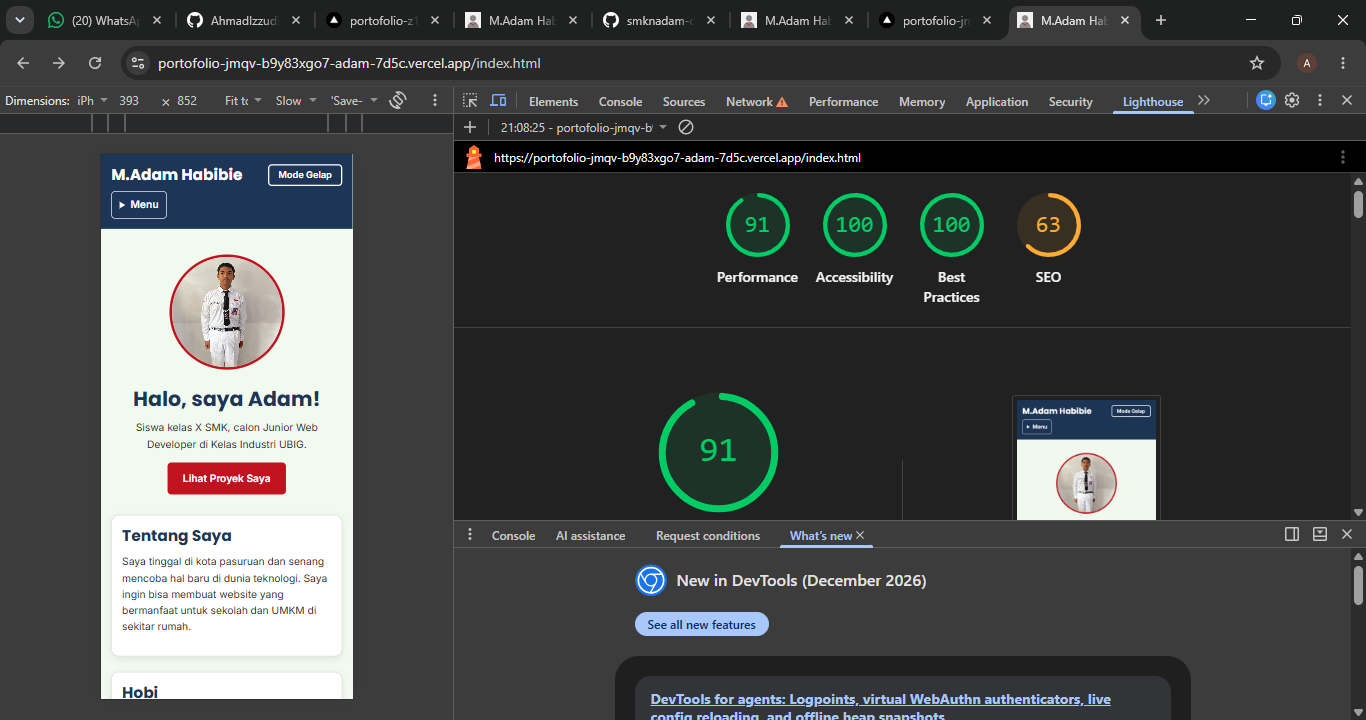 (20) WhatsA
AhmadIzzudi
portofolio-z1
M.Adam Hab
smknadam-c
M.Adam Hab
portofolio-jm
M.Adam Hab
portofolio-jmqv-b9y83xgo7-adam-7d5c.vercel.app/index.html
A
Dimensions: iPh 393 x 852 Fit to Slow 'Save-
Elements Console Sources Network Performance Memory Application Security Lighthouse
21:08:25 - portofolio-jmqv-b
https://portofolio-jmqv-b9y83xgo7-adam-7d5c.vercel.app/index.html
M.Adam Habibie
Mode Gelap
▸ Menu
Halo, saya Adam!
Siswa kelas X SMK, calon Junior Web
Developer di Kelas Industri UBIG.
Lihat Proyek Saya
Tentang Saya
Saya tinggal di kota pasuruan dan senang
mencoba hal baru di dunia teknologi. Saya
ingin bisa membuat website yang
bermanfaat untuk sekolah dan UMKM di
sekitar rumah.
Hobi
91 100 100 63
Performance Accessibility Best SEO
Practices
91
M.Adam Habibie
Mode Gelap
▸ Menu
Console AI assistance Request conditions What's new
New in DevTools (December 2026)
See all new features
DevTools for agents: Logpoints, virtual WebAuthn authenticators, live
config reloading, and offline heap snapshots